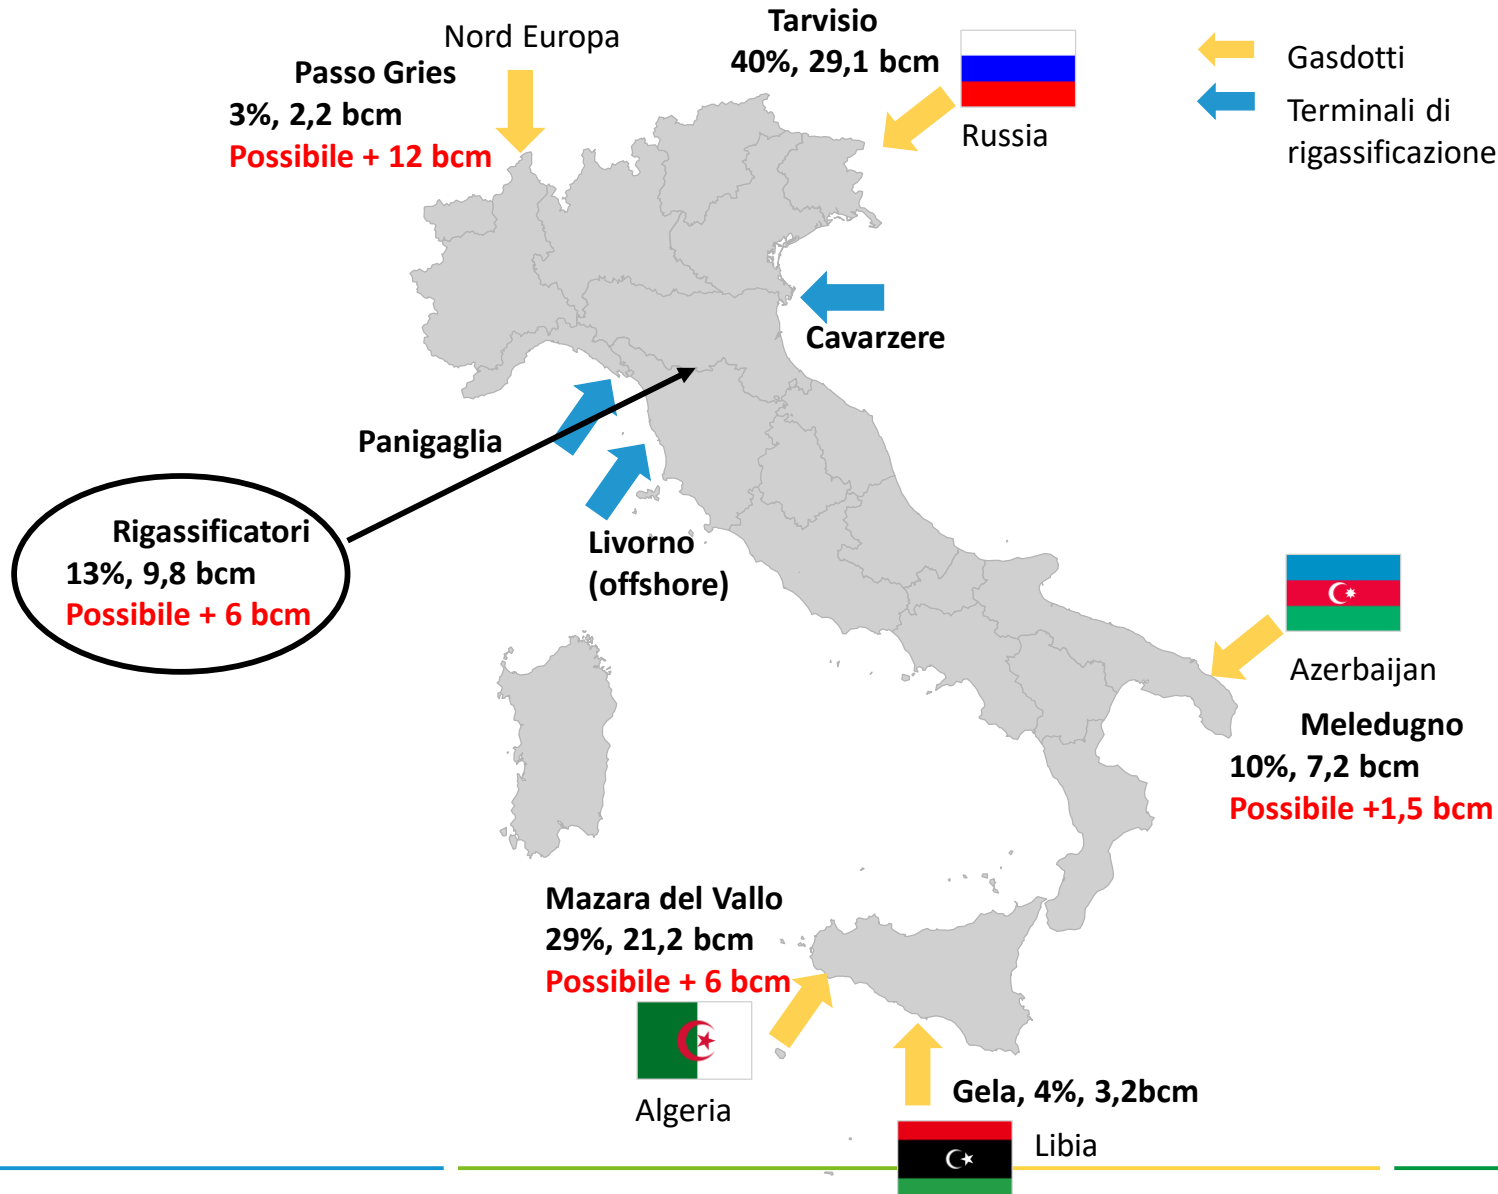 Nord Europa
Passo Gries
3%, 2,2 bcm
Possibile + 12 bcm
Tarvisio
40%, 29,1 bcm
Russia
Gasdotti
Terminali di
rigassificazione
Cavarzere
Panigaglia
Rigassificatori
13%, 9,8 bcm
Possibile + 6 bcm
Livorno
(offshore)
Azerbaijan
Meledugno
10%, 7,2 bcm
Possibile +1,5 bcm
Mazara del Vallo
29%, 21,2 bcm
Possibile + 6 bcm
Algeria
Gela, 4%, 3,2bcm
Libia